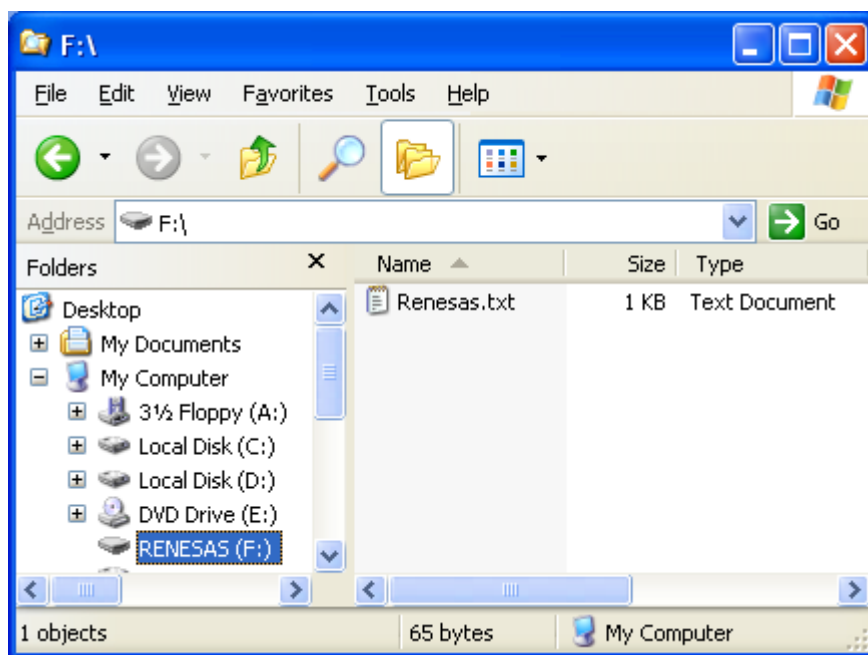 F:\
File Edit View Favorites Tools Help
Address F:\ Go
Folders
Name Size Type
Desktop
My Documents
My Computer
3½ Floppy (A:)
Local Disk (C:)
Local Disk (D:)
DVD Drive (E:)
RENESAS (F:)
Renesas.txt 1 KB Text Document
1 objects 65 bytes My Computer